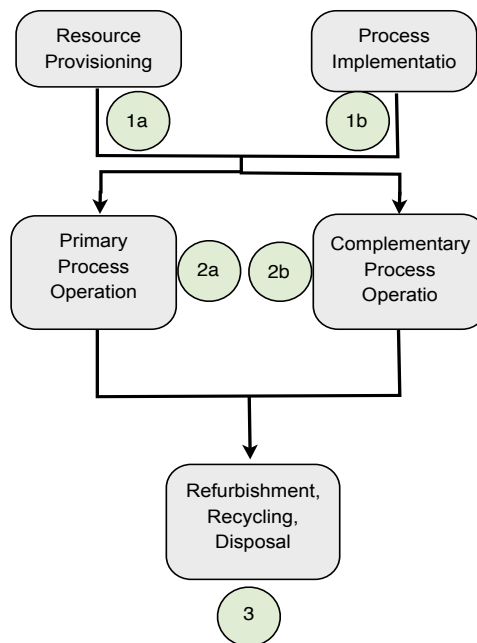 Resource
Provisioning
Process
Implementatio
1a
1b
Primary
Process
Operation
2a
2b
Complementary
Process
Operatio
Refurbishment,
Recycling,
Disposal
3